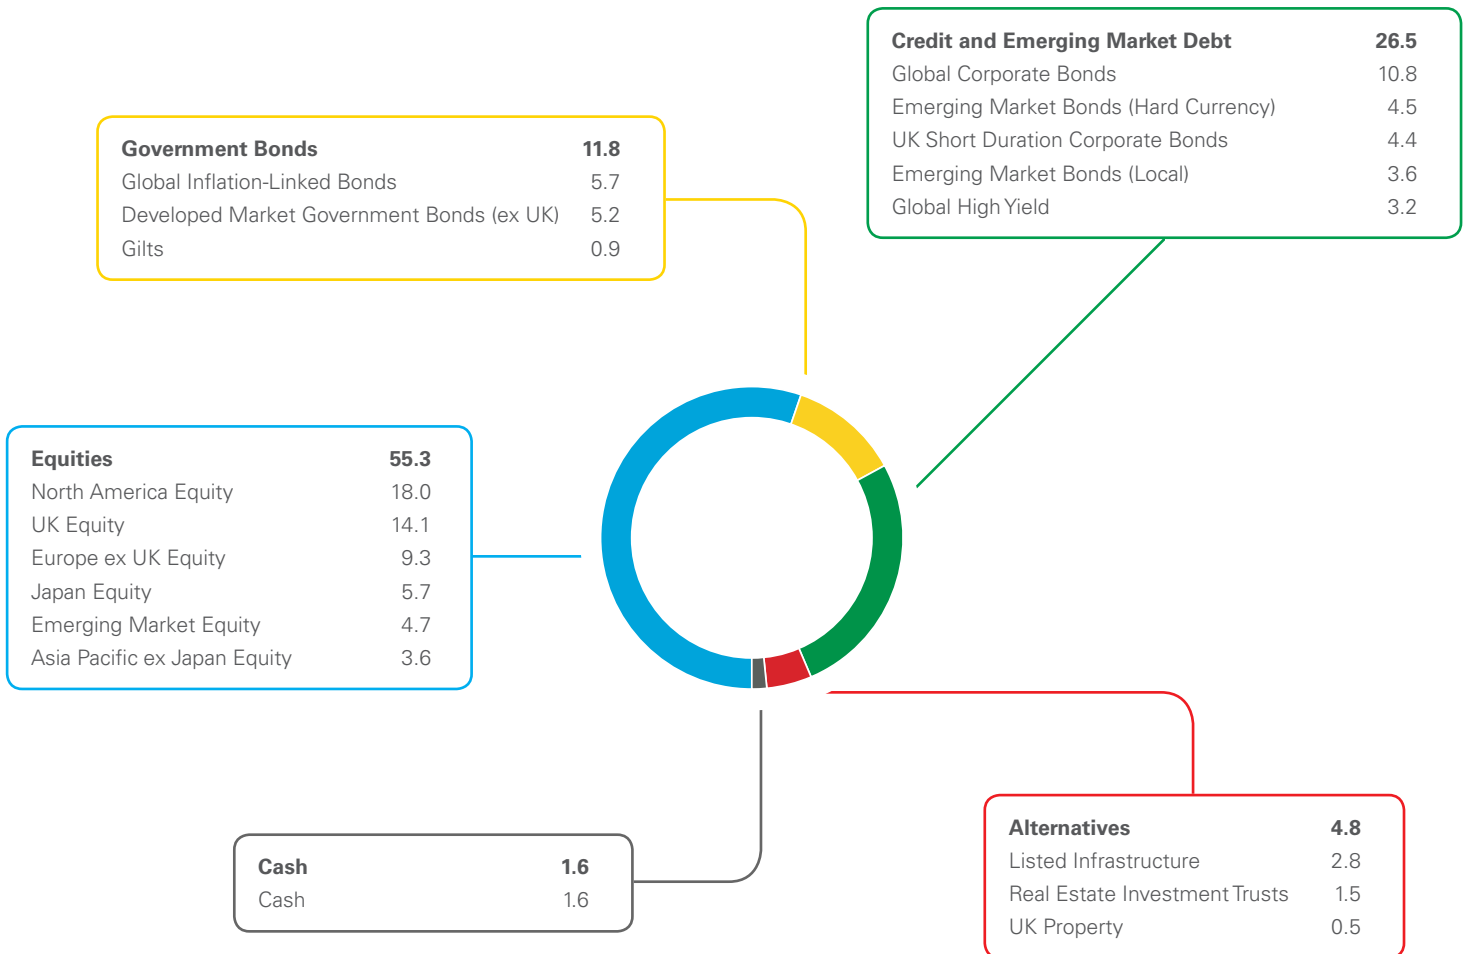 Credit and Emerging Market Debt 26.5
Global Corporate Bonds 10.8
Emerging Market Bonds (Hard Currency) 4.5
UK Short Duration Corporate Bonds 4.4
Emerging Market Bonds (Local) 3.6
Global High Yield 3.2
Government Bonds 11.8
Global Inflation-Linked Bonds 5.7
Developed Market Government Bonds (ex UK) 5.2
Gilts 0.9
Equities 55.3
North America Equity 18.0
UK Equity 14.1
Europe ex UK Equity 9.3
Japan Equity 5.7
Emerging Market Equity 4.7
Asia Pacific ex Japan Equity 3.6
Cash 1.6
Cash 1.6
Alternatives 4.8
Listed Infrastructure 2.8
Real Estate Investment Trusts 1.5
UK Property 0.5